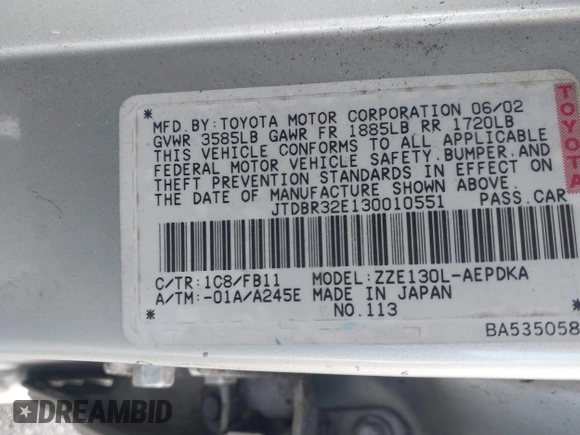 MFD.BY:TOYOTA MOTOR CORPORATION 06/02
GVWR 3585LB GAWR FR 1885LB RR 1720LB
THIS VEHICLE CONFORMS TO ALL APPLICABLE
FEDERAL MOTOR VEHICLE SAFETY,BUMPER,AND
THEFT PREVENTION STANDARDS IN EFFECT ON
THE DATE OF MANUFACTURE SHOWN ABOVE.
JTDBR32E130010551 PASS.CAR
C/TR:1C8/FB11 MODEL:ZZE130L-AEPDKA
A/TM:-01A/A245E MADE IN JAPAN
NO.113
BA535058
TOYOTA
DREAMBID